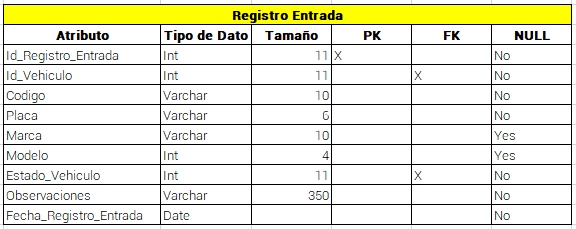 Registro Entrada
Atributo Tipo de Dato Tamaño PK FK NULL
Id_Registro_Entrada Int 11 X No
Id_Vehiculo Int 11 X No
Codigo Varchar 10 No
Placa Varchar 6 No
Marca Varchar 10 Yes
Modelo Int 4 Yes
Estado_Vehiculo Int 11 X No
Observaciones Varchar 350 No
Fecha_Registro_Entrada Date No